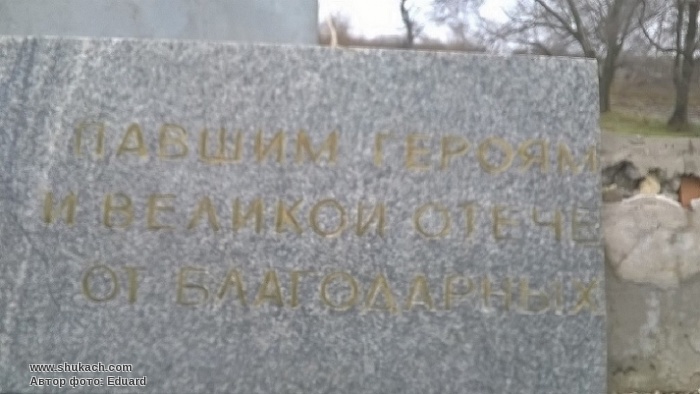 ПАВШИМ ГЕРОЯМ
И ВЕЛИКОЙ ОТЕЧЕ
ОТ БЛАГОДАРНЫХ
www.shukach.com
Автор фото: Eduard